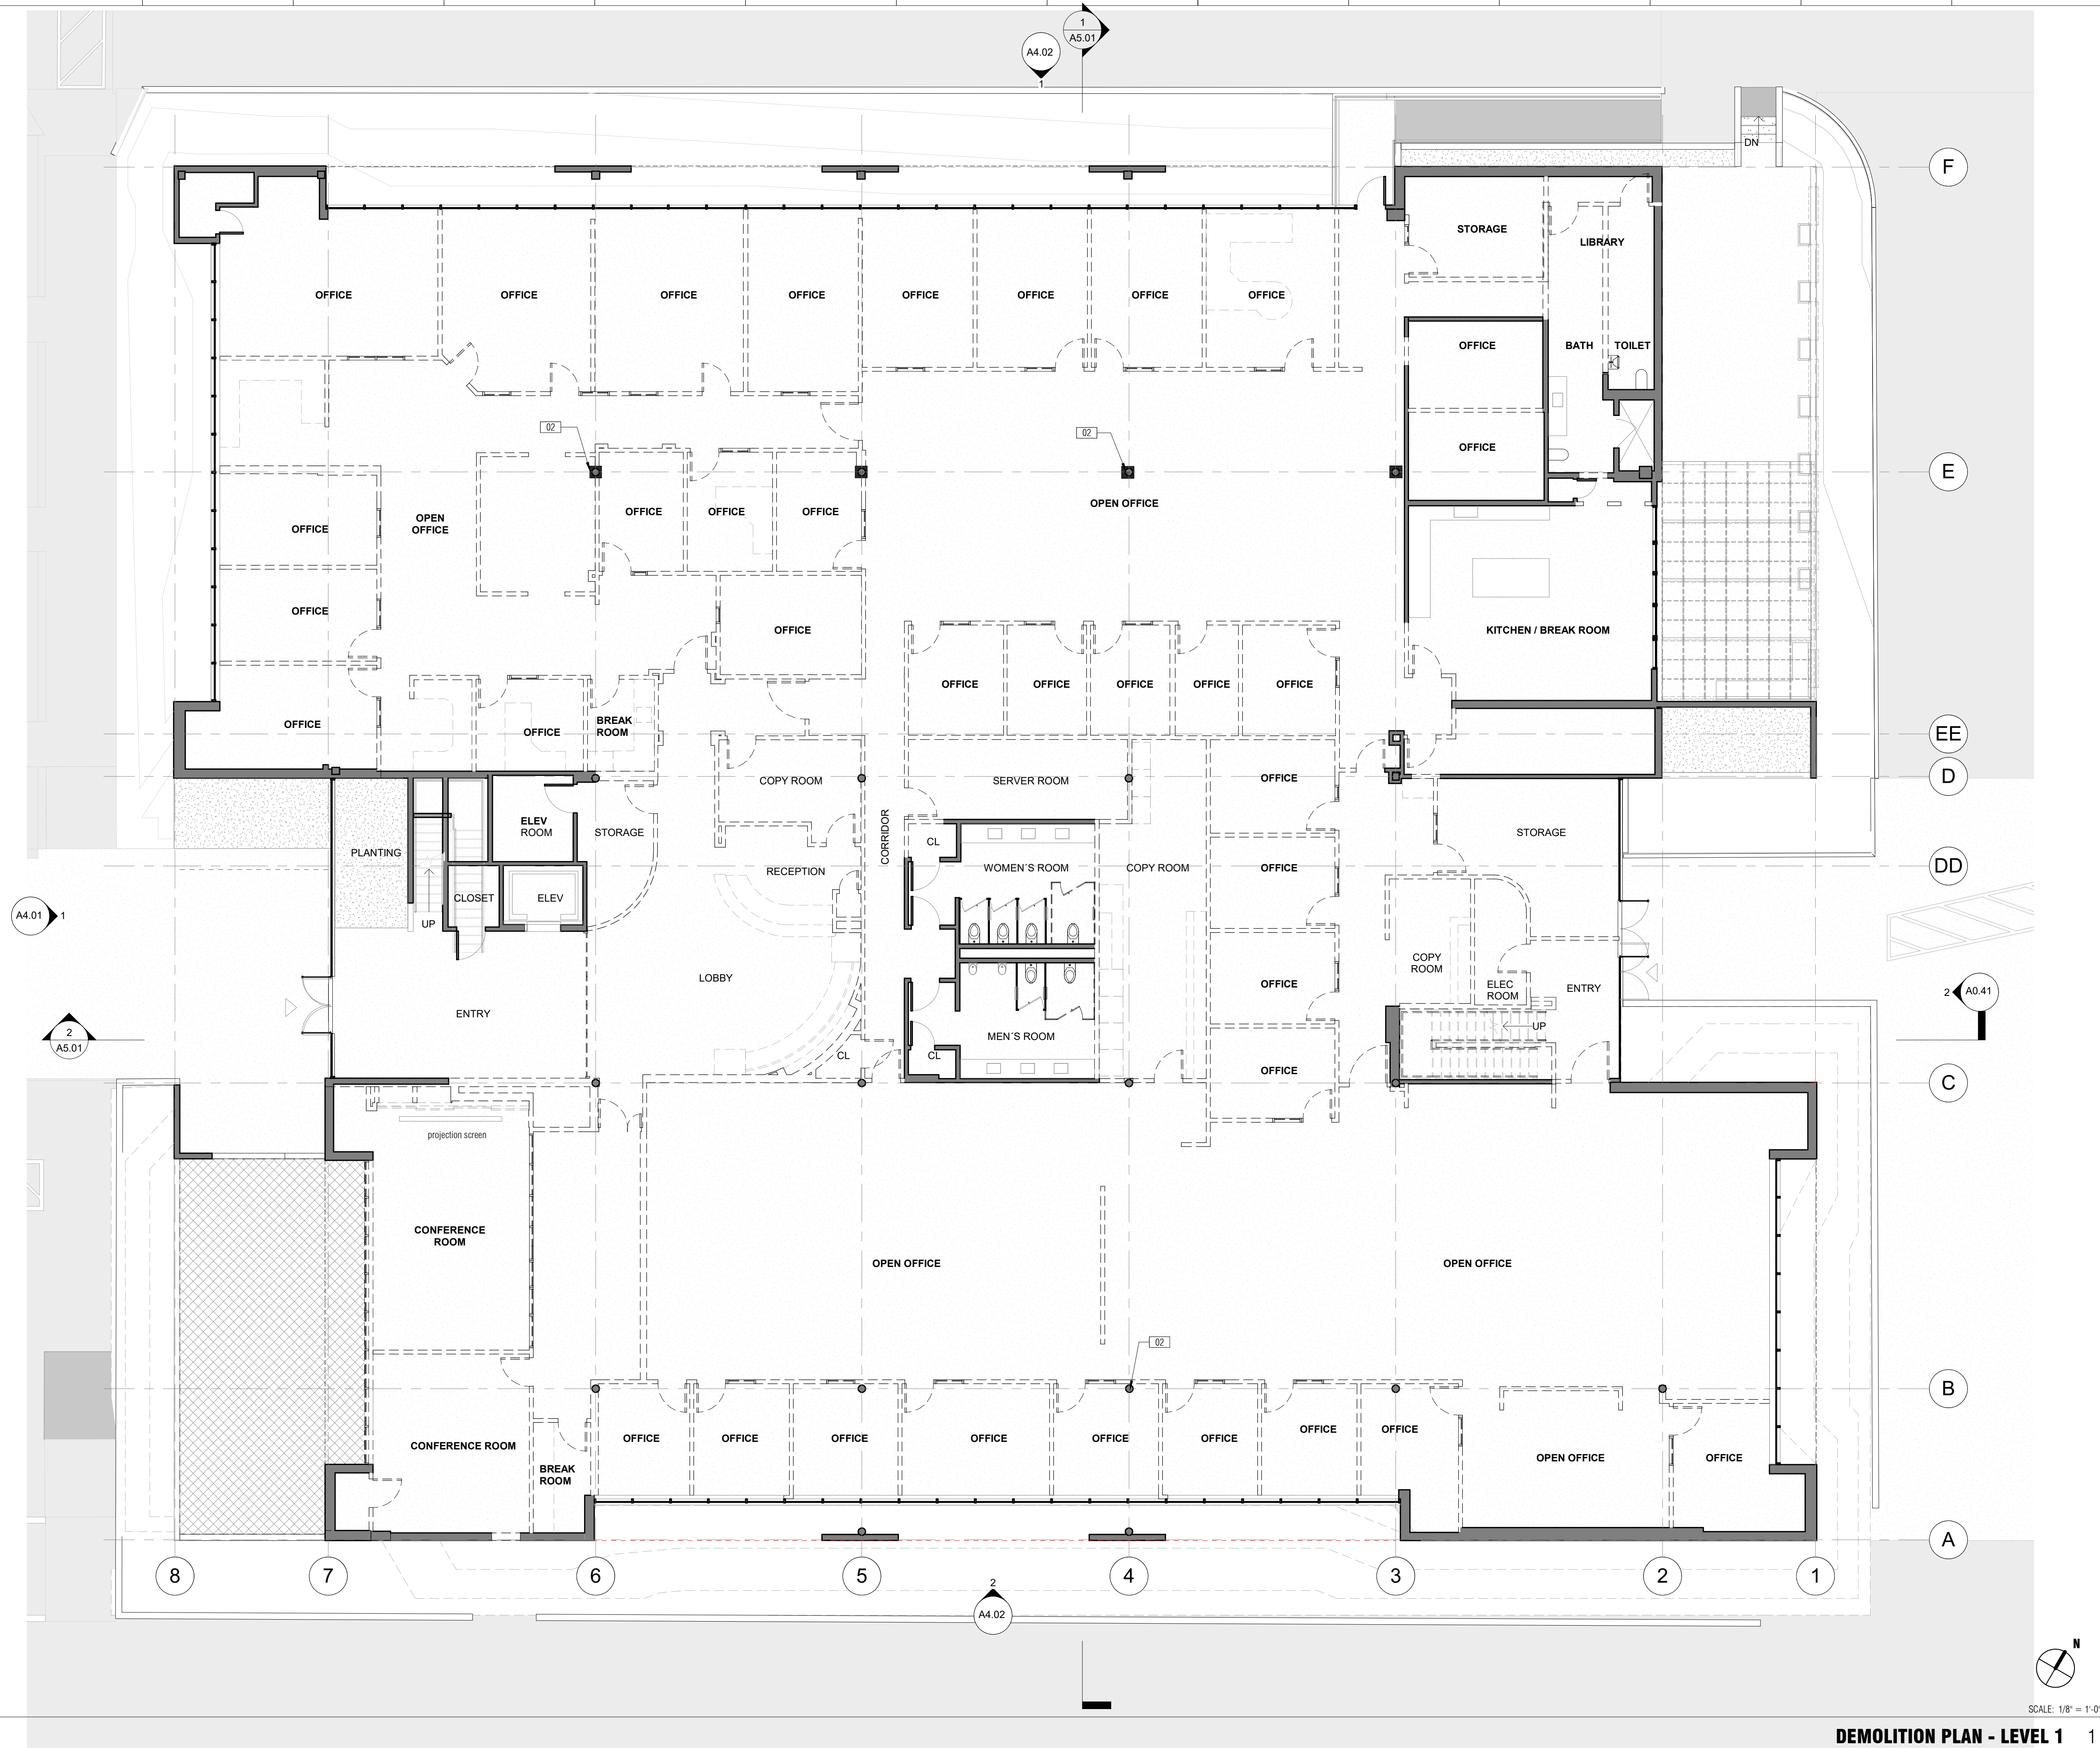 1
A5.01
A4.02
1
DN
F
STORAGE
LIBRARY
OFFICE
OFFICE
OFFICE
OFFICE
OFFICE
OFFICE
OFFICE
OFFICE
OFFICE
BATH
TOILET
02
02
OFFICE
E
OPEN OFFICE
OFFICE
OFFICE
OFFICE
OPEN
OFFICE
OFFICE
OFFICE
OFFICE
KITCHEN / BREAK ROOM
OFFICE
OFFICE
OFFICE
OFFICE
OFFICE
OFFICE
BREAK
ROOM
OFFICE
EE
D
COPY ROOM
SERVER ROOM
OFFICE
ELEV
ROOM
STORAGE
CORRIDOR
STORAGE
PLANTING
CL
RECEPTION
WOMEN´S ROOM
COPY ROOM
OFFICE
DD
CLOSET
ELEV
A4.01
1
UP
COPY
ROOM
LOBBY
OFFICE
ELEC
ROOM
ENTRY
2
A0.41
ENTRY
UP
2
A5.01
MEN´S ROOM
CL
CL
OFFICE
C
projection screen
CONFERENCE
ROOM
OPEN OFFICE
OPEN OFFICE
02
B
OFFICE
OFFICE
OFFICE
OFFICE
OFFICE
OFFICE
OFFICE
OFFICE
CONFERENCE ROOM
OPEN OFFICE
OFFICE
BREAK
ROOM
A
8
7
6
5
4
3
2
1
2
A4.02
N
SCALE: 1/8" = 1'-0"
DEMOLITION PLAN - LEVEL 1
1